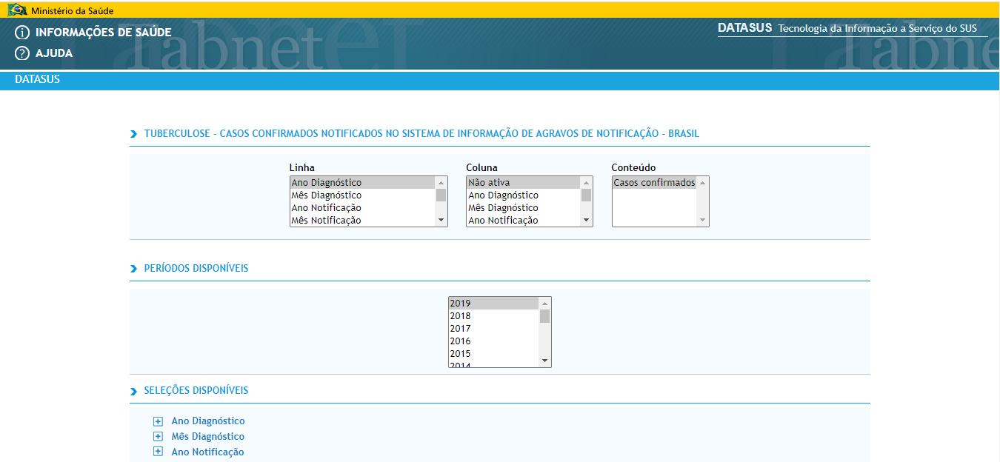 Ministério da Saúde
INFORMAÇÕES DE SAÚDE
AJUDA
Tabnet
DATASUS Tecnologia da Informação a Serviço do SUS
DATASUS
TUBERCULOSE - CASOS CONFIRMADOS NOTIFICADOS NO SISTEMA DE INFORMAÇÃO DE AGRAVOS DE NOTIFICAÇÃO - BRASIL
Linha
Ano Diagnóstico
Mês Diagnóstico
Ano Notificação
Mês Notificação
Coluna
Não ativa
Ano Diagnóstico
Mês Diagnóstico
Ano Notificação
Conteúdo
Casos confirmados
PERÍODOS DISPONÍVEIS
2019
2018
2017
2016
2015
2014
SELEÇÕES DISPONÍVEIS
Ano Diagnóstico
Mês Diagnóstico
Ano Notificação